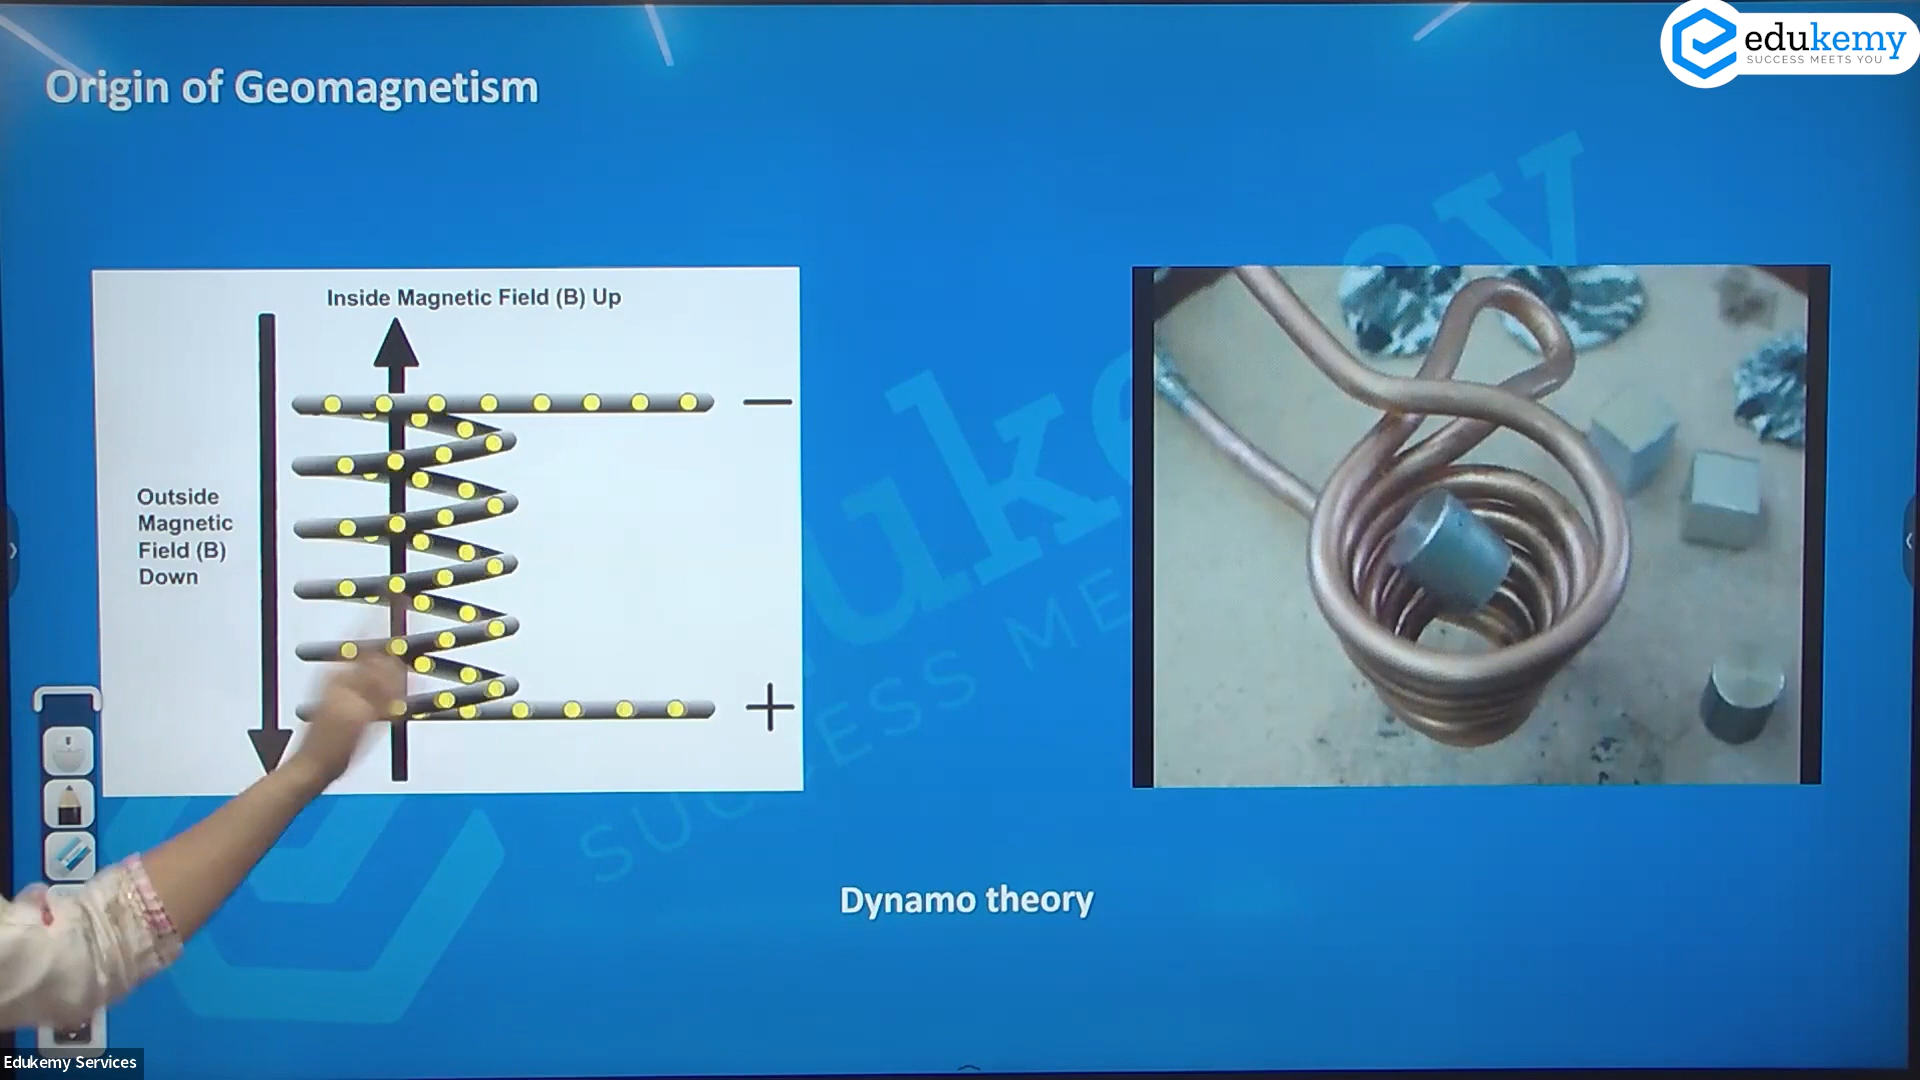 edukemy
SUCCESS MEETS YOU
Origin of Geomagnetism
Inside Magnetic Field (B) Up
Outside
Magnetic
Field (B)
Down
Dynamo theory
Edukemy Services